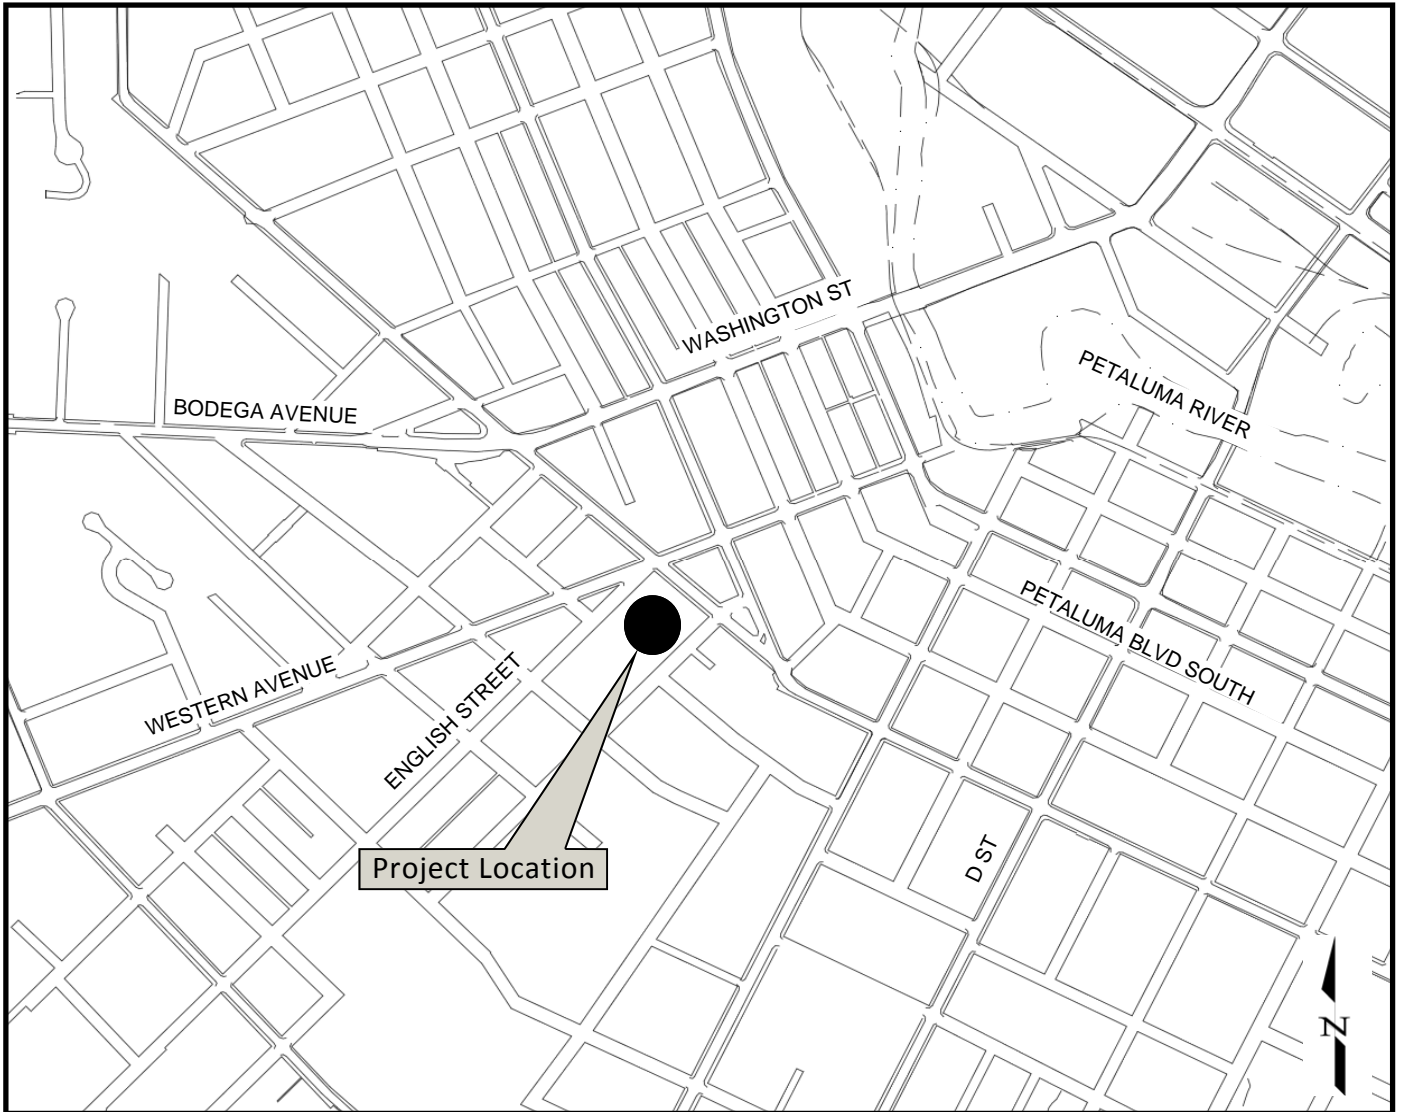 WASHINGTON ST
PETALUMA RIVER
BODEGA AVENUE
PETALUMA BLVD SOUTH
WESTERN AVENUE
ENGLISH STREET
D ST
Project Location
N